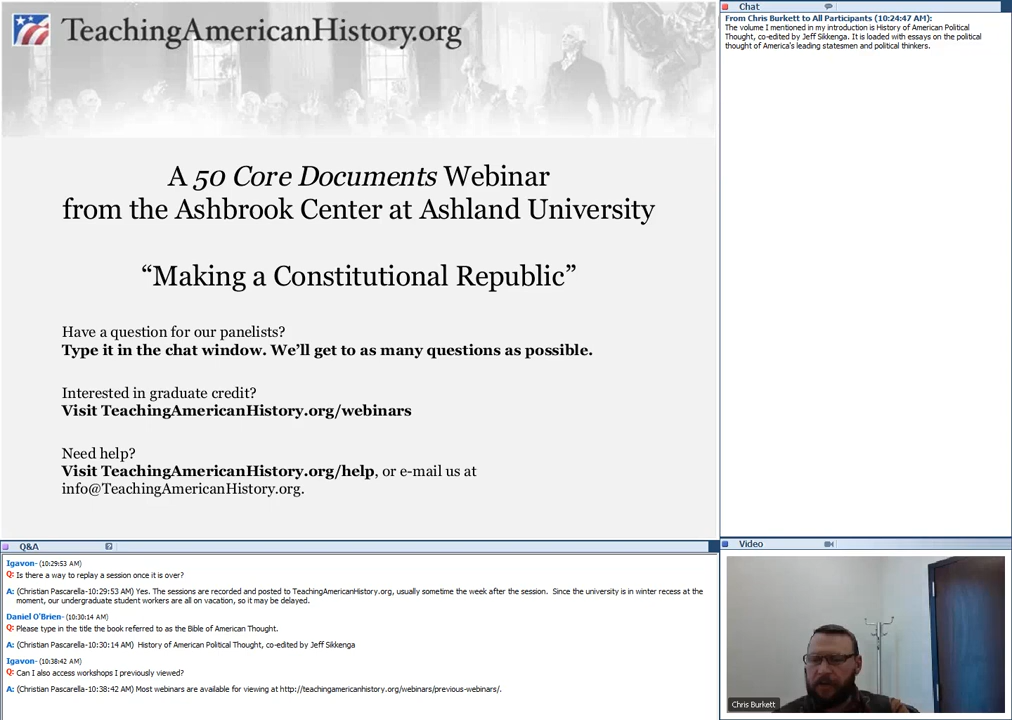 TeachingAmericanHistory.org
A 50 Core Documents Webinar
from the Ashbrook Center at Ashland University
“Making a Constitutional Republic”
Have a question for our panelists?
Type it in the chat window. We’ll get to as many questions as possible.
Interested in graduate credit?
Visit TeachingAmericanHistory.org/webinars
Need help?
Visit TeachingAmericanHistory.org/help, or e-mail us at
info@TeachingAmericanHistory.org.
Chat
From Chris Burkett to All Participants (10:24:47 AM):
The volume I mentioned in my introduction is History of American Political
Thought, co-edited by Jeff Sikkenga. It is loaded with essays on the political
thought of America's leading statesmen and political thinkers.
Q&A
Igavon- (10:29:53 AM)
Q: Is there a way to replay a session once it is over?
A: (Christian Pascarella-10:29:53 AM) Yes. The sessions are recorded and posted to TeachingAmericanHistory.org, usually sometime the week after the session. Since the university is in winter recess at the
moment, our undergraduate student workers are all on vacation, so it may be delayed.
Daniel O'Brien- (10:30:14 AM)
Q: Please type in the title the book referred to as the Bible of American Thought.
A: (Christian Pascarella-10:30:14 AM) History of American Political Thought, co-edited by Jeff Sikkenga
Igavon- (10:38:42 AM)
Q: Can I also access workshops I previously viewed?
A: (Christian Pascarella-10:38:42 AM) Most webinars are available for viewing at http://teachingamericanhistory.org/webinars/previous-webinars/.
Video
Chris Burkett